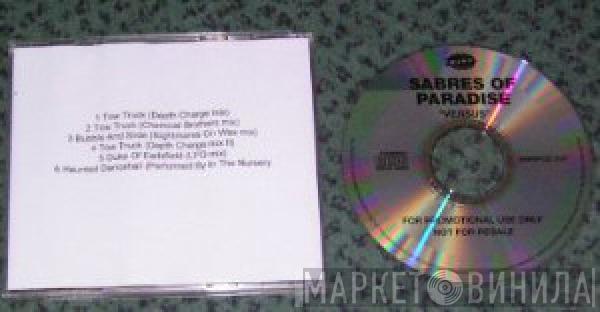 1 Tow Truck (Depth Charge mix)
2 Tow Truck (Chemical Brothers mix)
3 Bubble And Slide (Nightmares On Wax mix)
4 Tow Truck (Depth Charge mix II)
5 Duke Of Earlsfield (LFO mix)
6 Haunted Dancehall (Performed By In The Nursery
SABRES OF
PARADISE
"VERSUS"
FOR PROMOTIONAL USE ONLY
NOT FOR RESALE
МАРКЕТОВИНИЛА!